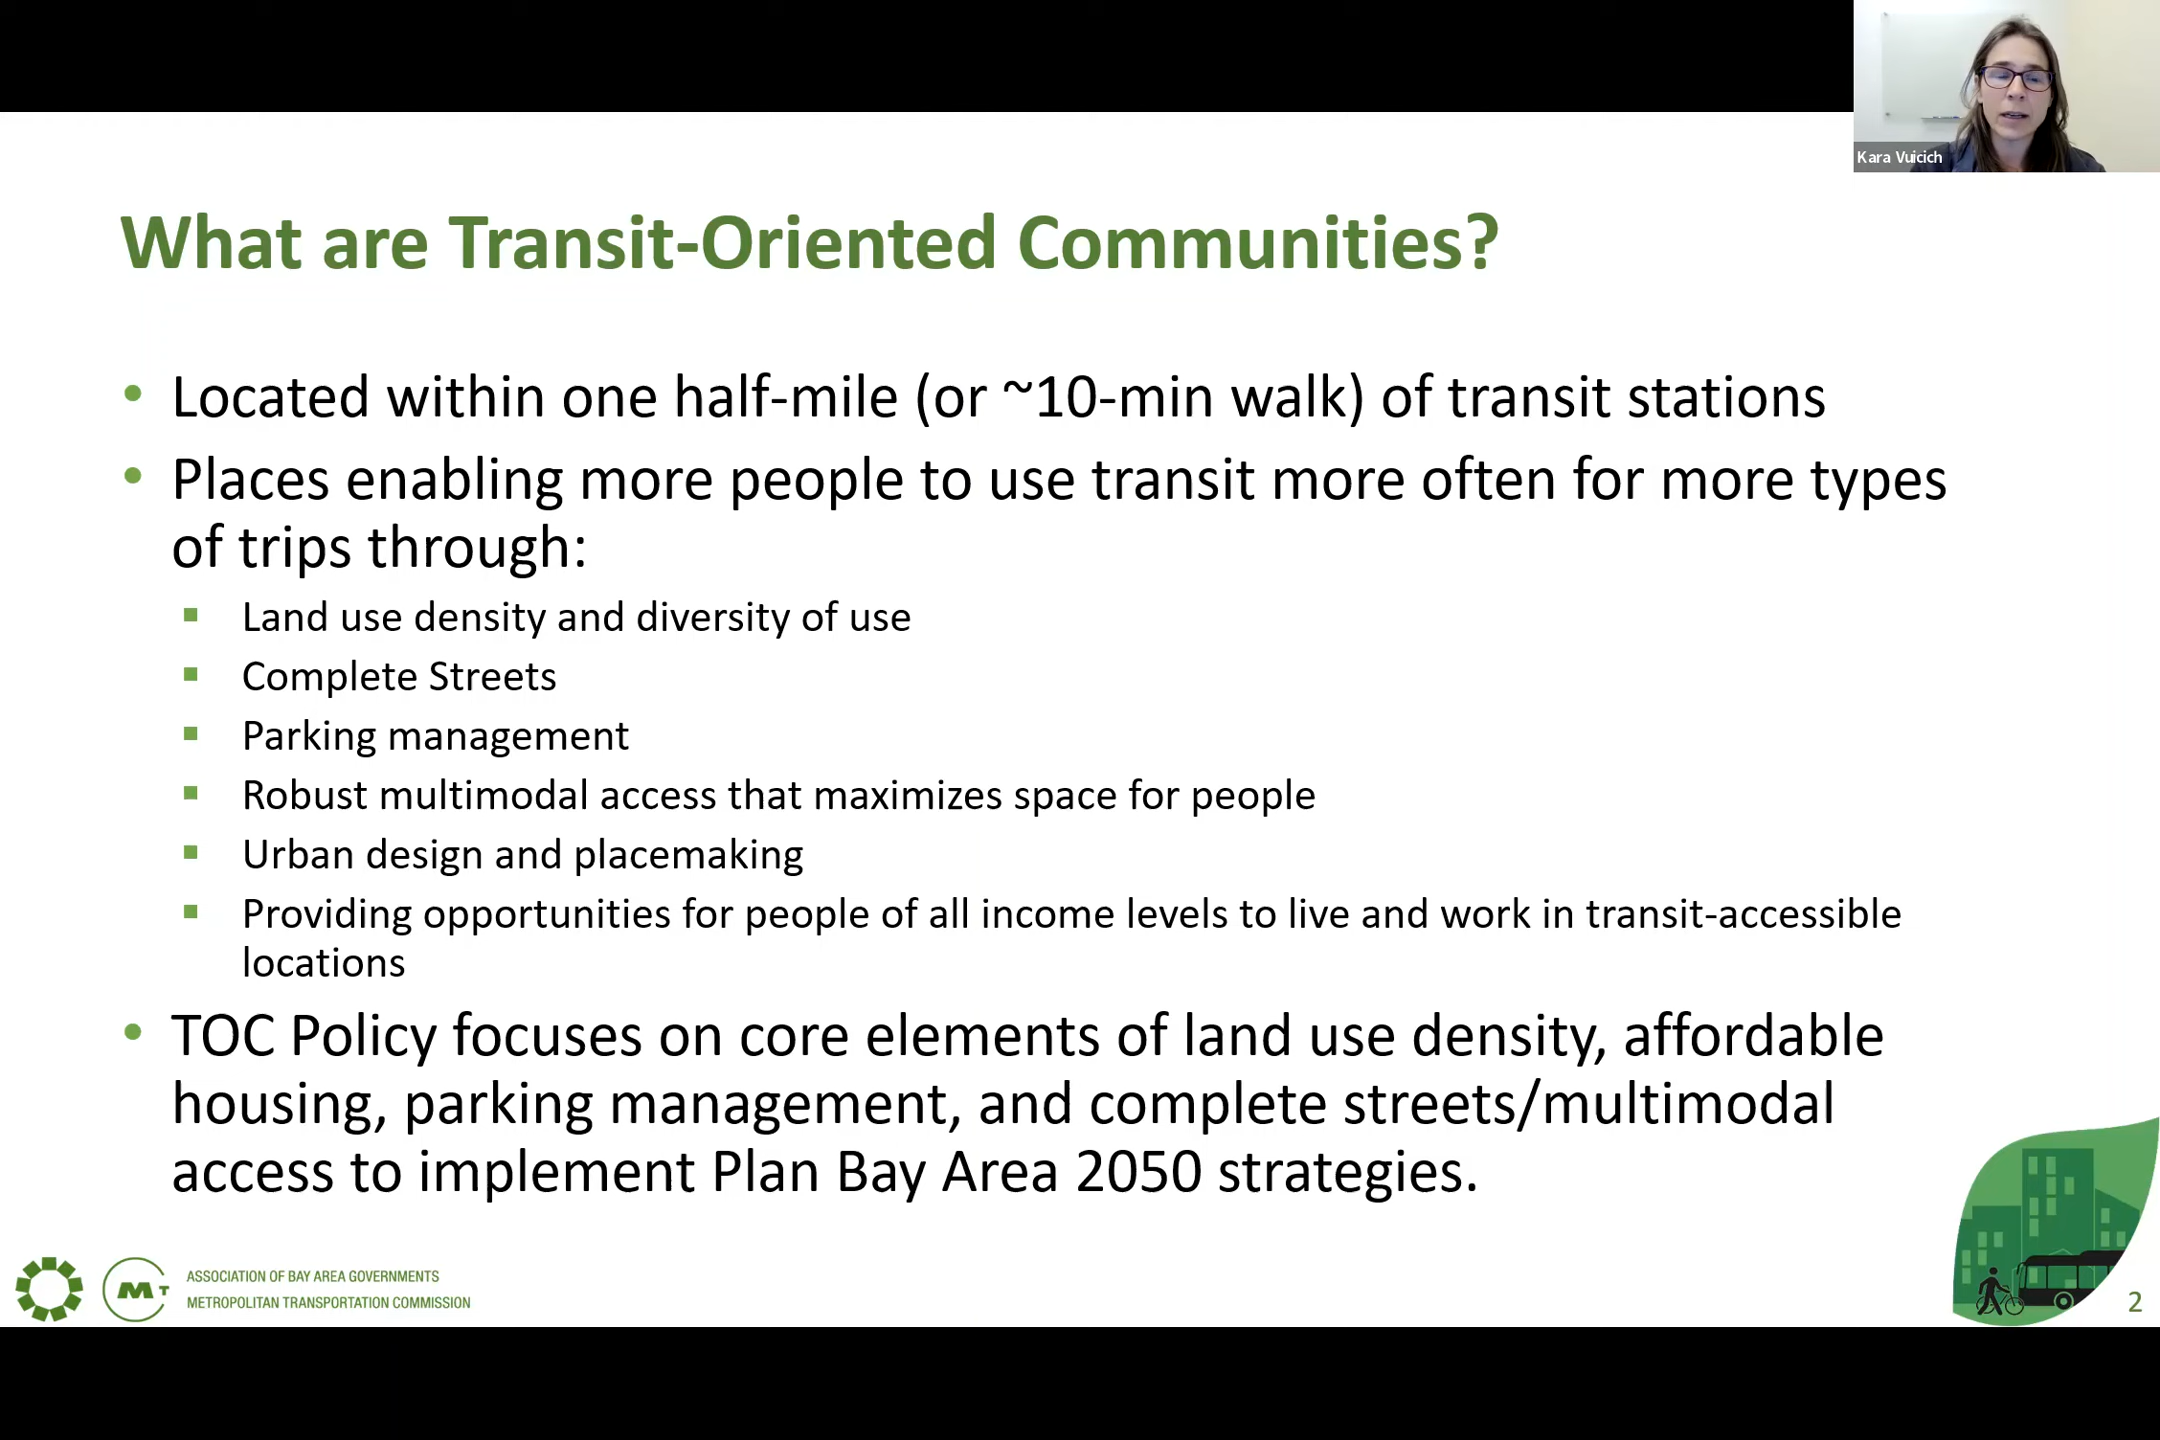 Kara Vuicich
What are Transit-Oriented Communities?
• Located within one half-mile (or ~10-min walk) of transit stations
• Places enabling more people to use transit more often for more types
of trips through:
▪ Land use density and diversity of use
▪ Complete Streets
▪ Parking management
▪ Robust multimodal access that maximizes space for people
▪ Urban design and placemaking
▪ Providing opportunities for people of all income levels to live and work in transit-accessible
locations
• TOC Policy focuses on core elements of land use density, affordable
housing, parking management, and complete streets/multimodal
access to implement Plan Bay Area 2050 strategies.
MT
ASSOCIATION OF BAY AREA GOVERNMENTS
METROPOLITAN TRANSPORTATION COMMISSION
2